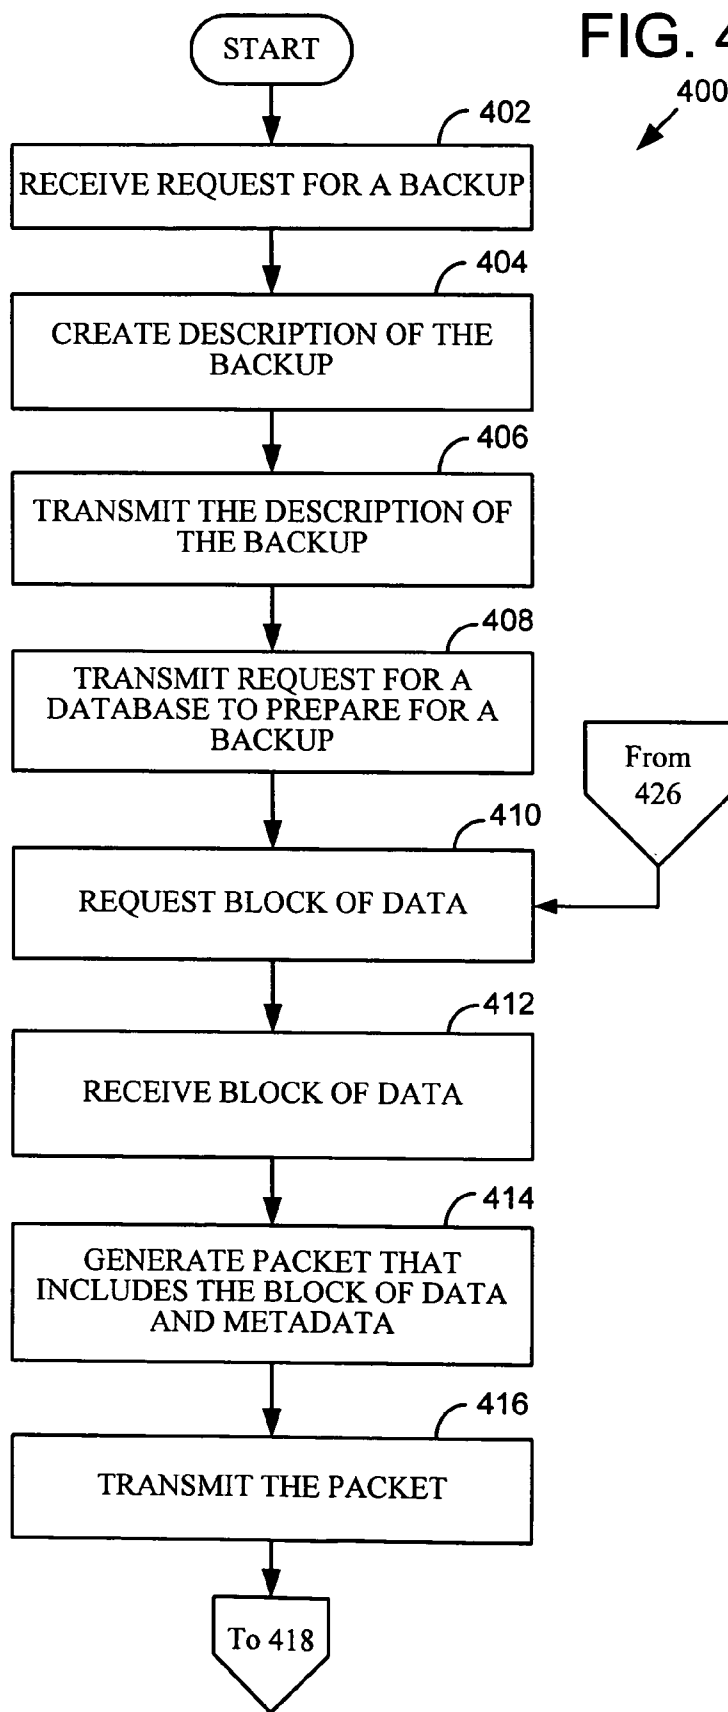 FIG. 4
400
START
402
RECEIVE REQUEST FOR A BACKUP
404
CREATE DESCRIPTION OF THE
BACKUP
406
TRANSMIT THE DESCRIPTION OF
THE BACKUP
408
TRANSMIT REQUEST FOR A
DATABASE TO PREPARE FOR A
BACKUP
From
426
410
REQUEST BLOCK OF DATA
412
RECEIVE BLOCK OF DATA
414
GENERATE PACKET THAT
INCLUDES THE BLOCK OF DATA
AND METADATA
416
TRANSMIT THE PACKET
To 418